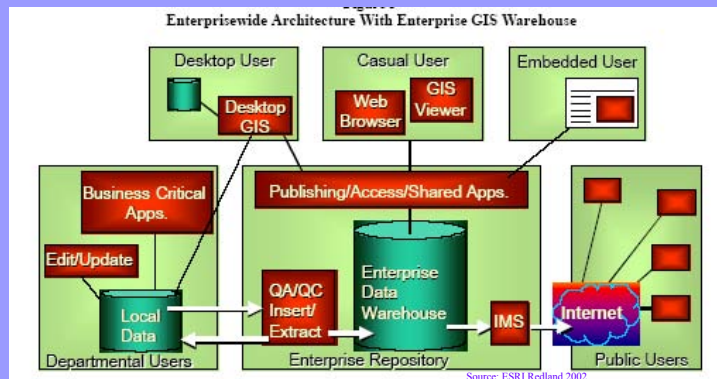 Enterprisewide Architecture With Enterprise GIS Warehouse
Desktop User
Desktop
GIS
Casual User
Web
Browser
GIS
Viewer
Embedded User
Business Critical
Apps.
Edit/Update
Local
Data
Departmental Users
Publishing/Access/Shared Apps.
QA/QC
Insert/
Extract
Enterprise
Data
Warehouse
IMS
Enterprise Repository
Internet
Public Users
Source: ESRI Redland 2002